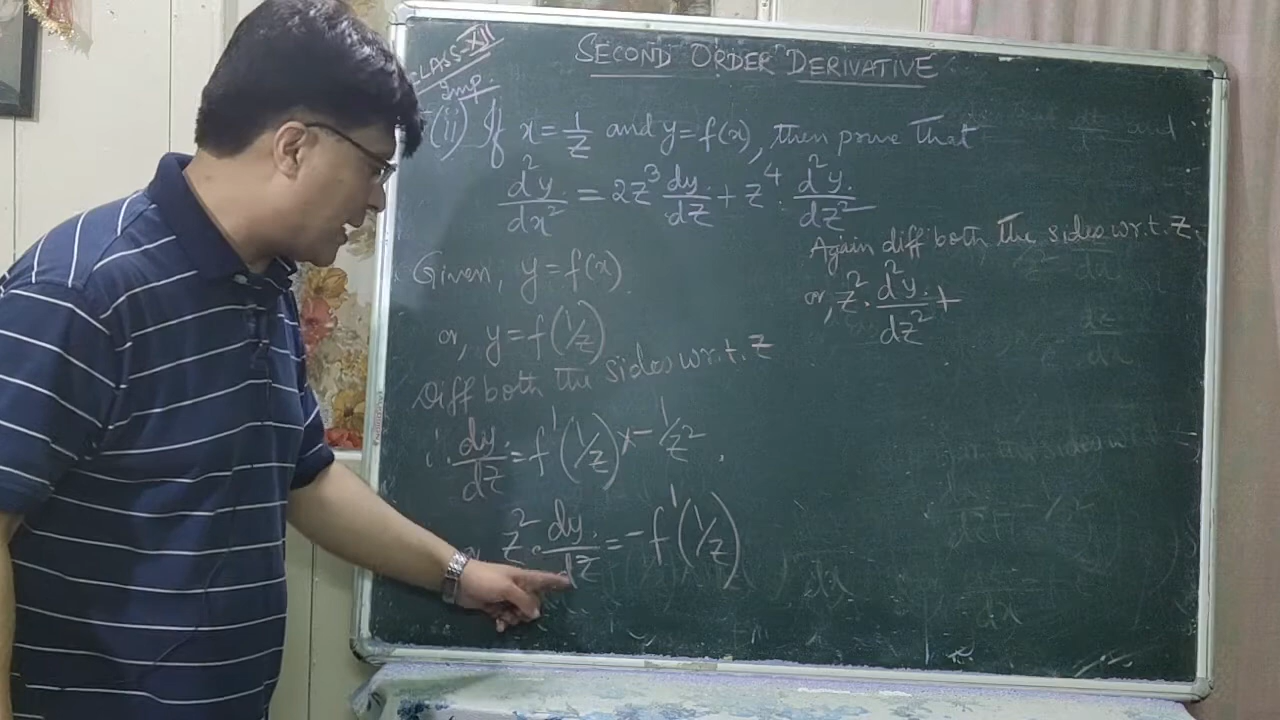 CLASS-XII
Imp.
SECOND ORDER DERIVATIVE
(ii) If x = 1/z and y = f(x), then prove that
d²y/dx² = 2z³ dy/dz + z⁴ . d²y/dz²
Given, y = f(x)
or, y = f(1/z)
Diff both the sides w.r.t. z
∴ dy/dz = f'(1/z) x - 1/z²
or, z² . dy/dz = - f'(1/z)
Again diff both the sides w.r.t. z.
or, z² . d²y/dz² +